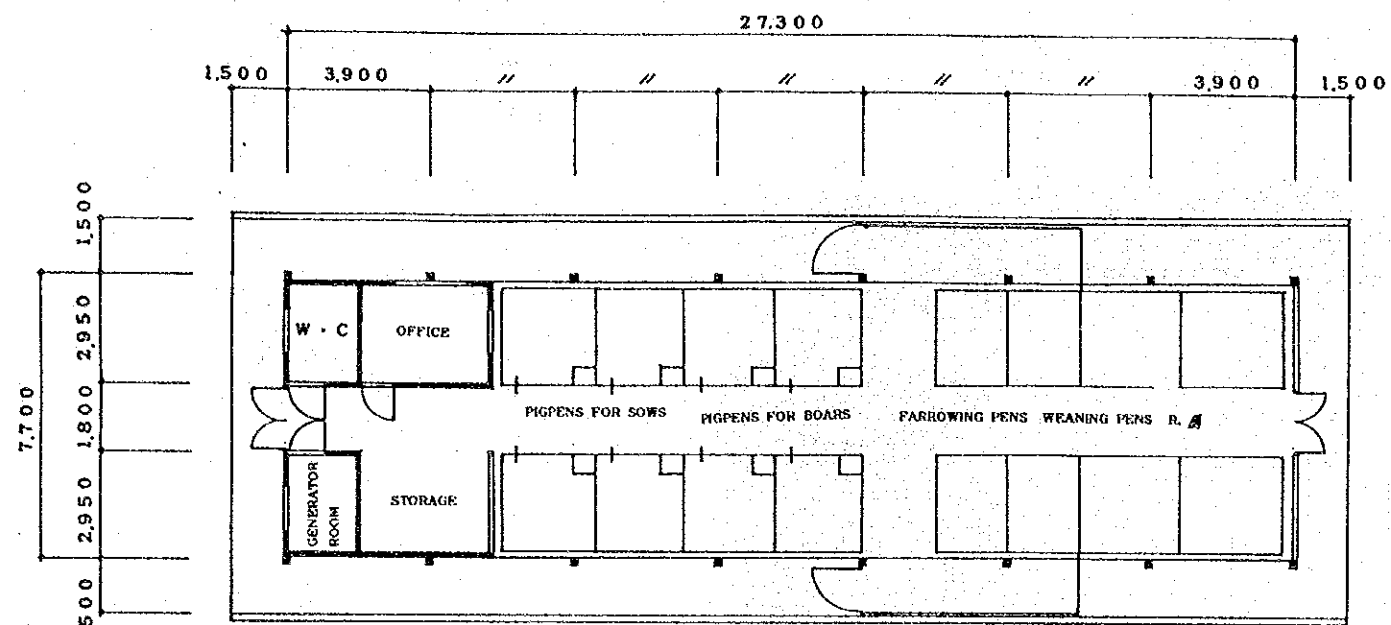 27,300
1,500 3,900 〃 〃 〃 〃 〃 3,900 1,500
1,500
2,950
1,800
2,950
500
7,700
W · C
OFFICE
PIGPENS FOR SOWS
PIGPENS FOR BOARS
FARROWING PENS
WEANING PENS
R.
GENERATOR
ROOM
STORAGE